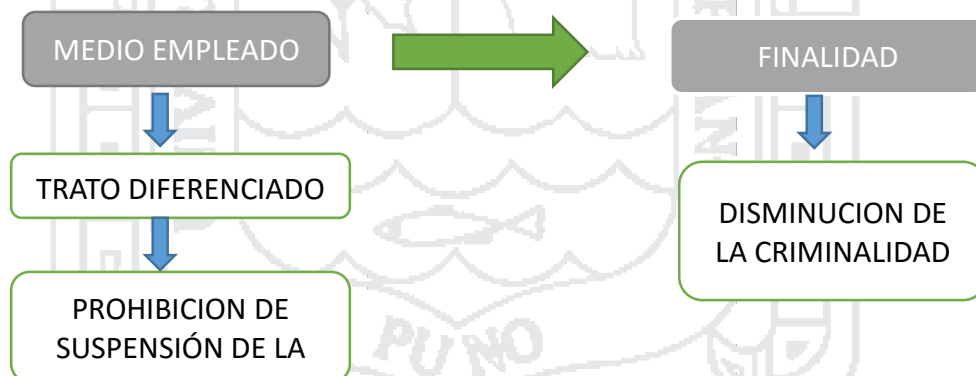 MEDIO EMPLEADO
FINALIDAD
TRATO DIFERENCIADO
DISMINUCION DE
LA CRIMINALIDAD
PROHIBICION DE
SUSPENSIÓN DE LA
PUNO